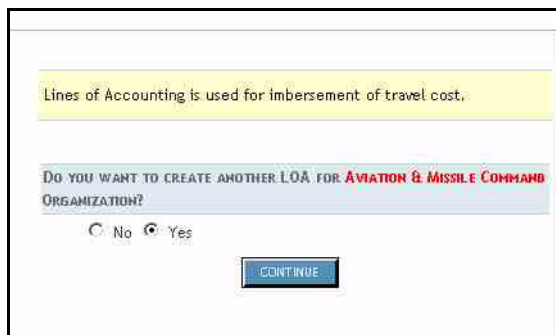 Lines of Accounting is used for imbersement of travel cost.
DO YOU WANT TO CREATE ANOTHER LOA FOR AVIATION & MISSILE COMMAND
ORGANIZATION?
No Yes
CONTINUE